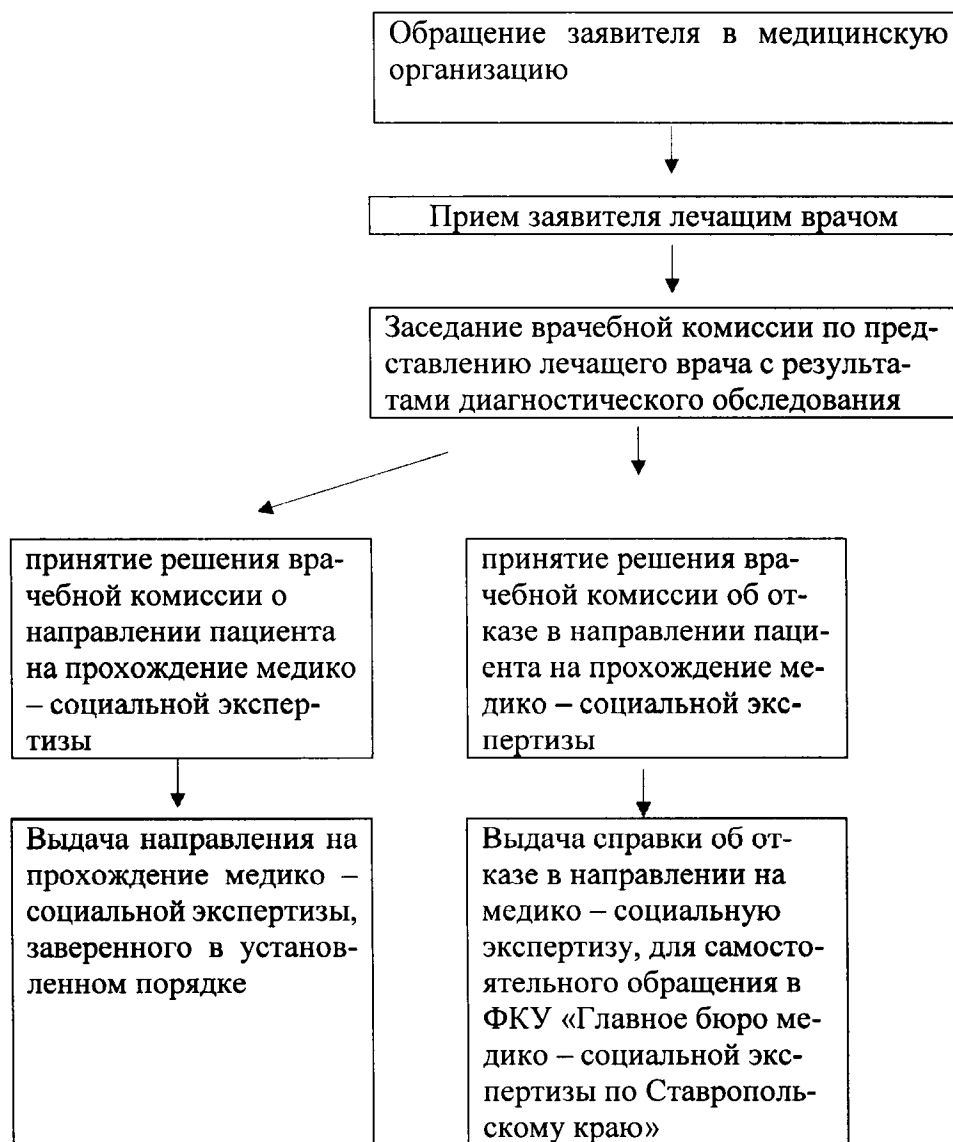 Обращение заявителя в медицинскую
организацию
Прием заявителя лечащим врачом
Заседание врачебной комиссии по пред-
ставлению лечащего врача с результа-
тами диагностического обследования
принятие решения вра-
чебной комиссии о
направлении пациента
на прохождение медико
– социальной экспер-
тизы
принятие решения вра-
чебной комиссии об от-
казе в направлении паци-
ента на прохождение ме-
дико – социальной экс-
пертизы
Выдача направления на
прохождение медико –
социальной экспертизы,
заверенного в установ-
ленном порядке
Выдача справки об от-
казе в направлении на
медико – социальную
экспертизу, для самосто-
ятельного обращения в
ФКУ «Главное бюро ме-
дико – социальной экс-
пертизы по Ставрополь-
скому краю»